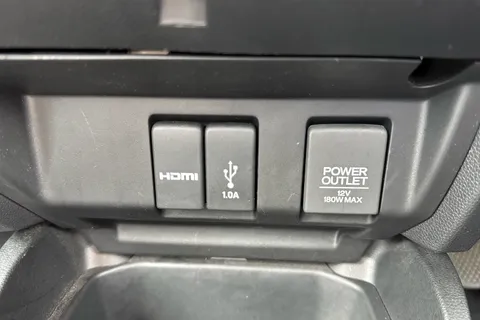 HDMI
1.0A
POWER
OUTLET
12V
180W MAX